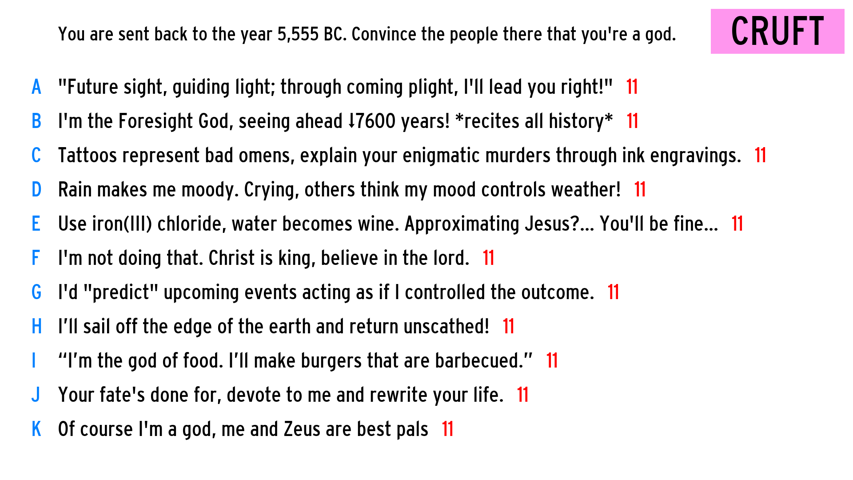 You are sent back to the year 5,555 BC. Convince the people there that you're a god.
CRUFT
A "Future sight, guiding light; through coming plight, I'll lead you right!" 11
B I'm the Foresight God, seeing ahead ⭣7600 years! *recites all history* 11
C Tattoos represent bad omens, explain your enigmatic murders through ink engravings. 11
D Rain makes me moody. Crying, others think my mood controls weather! 11
E Use iron(III) chloride, water becomes wine. Approximating Jesus?... You'll be fine... 11
F I'm not doing that. Christ is king, believe in the lord. 11
G I'd "predict" upcoming events acting as if I controlled the outcome. 11
H I’ll sail off the edge of the earth and return unscathed! 11
I “I’m the god of food. I’ll make burgers that are barbecued.” 11
J Your fate's done for, devote to me and rewrite your life. 11
K Of course I'm a god, me and Zeus are best pals 11